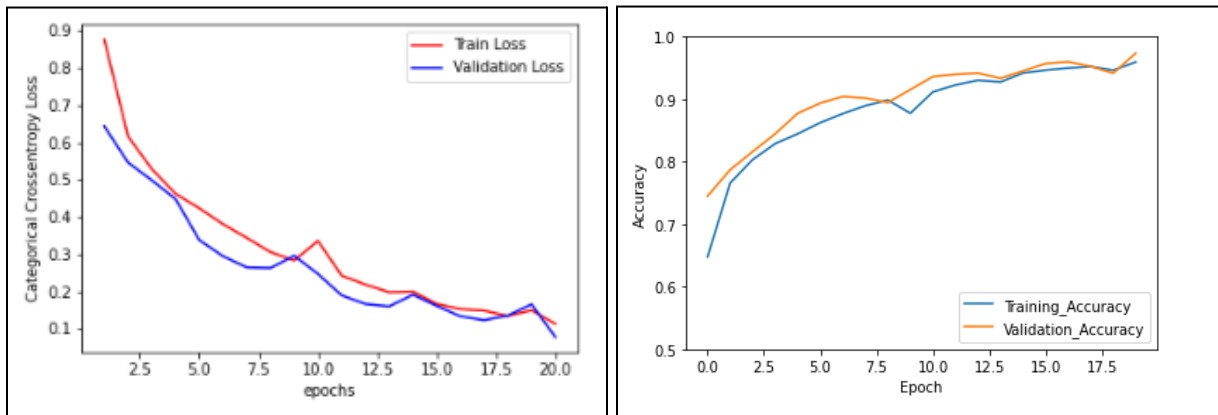 0.9
0.8
0.7
0.6
0.5
0.4
0.3
0.2
0.1
Categorical Crossentropy Loss
Train Loss
Validation Loss
2.5 5.0 7.5 10.0 12.5 15.0 17.5 20.0
epochs
1.0
0.9
0.8
0.7
0.6
0.5
Accuracy
Training_Accuracy
Validation_Accuracy
0.0 2.5 5.0 7.5 10.0 12.5 15.0 17.5
Epoch